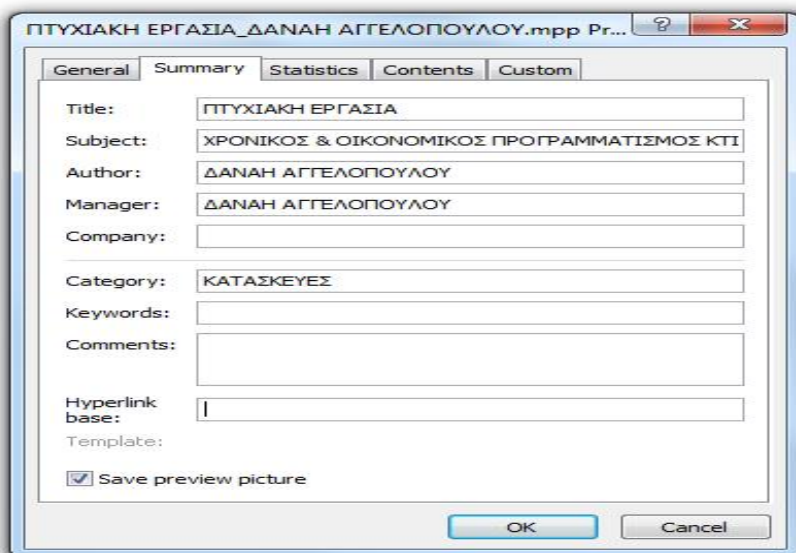 ΠΤΥΧΙΑΚΗ ΕΡΓΑΣΙΑ_ΔΑΝΑΗ ΑΓΓΕΛΟΠΟΥΛΟΥ.mpp Pr...
General Summary Statistics Contents Custom
Title: ΠΤΥΧΙΑΚΗ ΕΡΓΑΣΙΑ
Subject: ΧΡΟΝΙΚΟΣ & ΟΙΚΟΝΟΜΙΚΟΣ ΠΡΟΓΡΑΜΜΑΤΙΣΜΟΣ ΚΤΙ
Author: ΔΑΝΑΗ ΑΓΓΕΛΟΠΟΥΛΟΥ
Manager: ΔΑΝΑΗ ΑΓΓΕΛΟΠΟΥΛΟΥ
Company:
Category: ΚΑΤΑΣΚΕΥΕΣ
Keywords:
Comments:
Hyperlink
base:
Template:
Save preview picture
OK Cancel